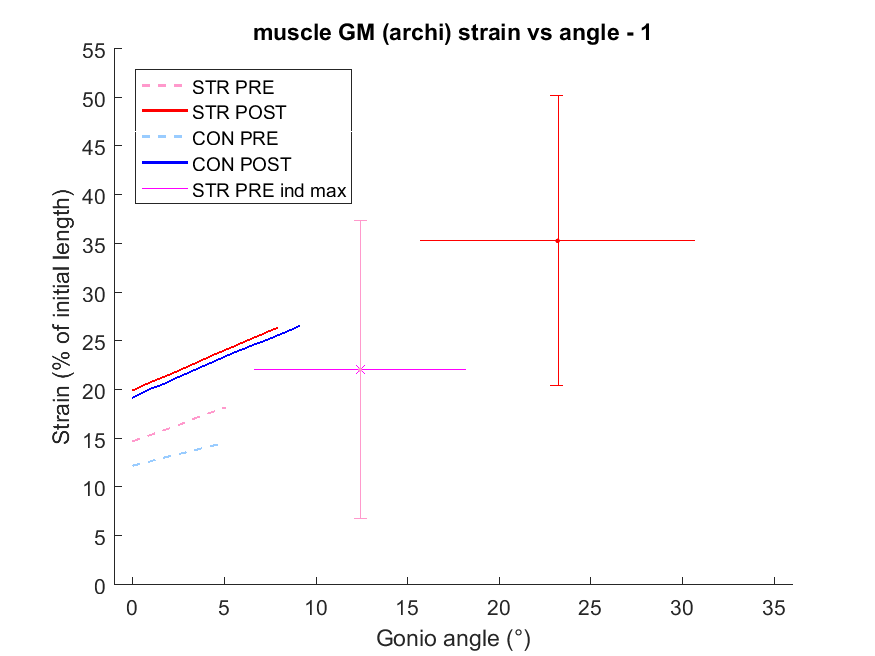 muscle GM (archi) strain vs angle - 1
55
50
45
40
35
30
25
20
15
10
5
0
Strain (% of initial length)
STR PRE
STR POST
CON PRE
CON POST
STR PRE ind max
0 5 10 15 20 25 30 35
Gonio angle (°)